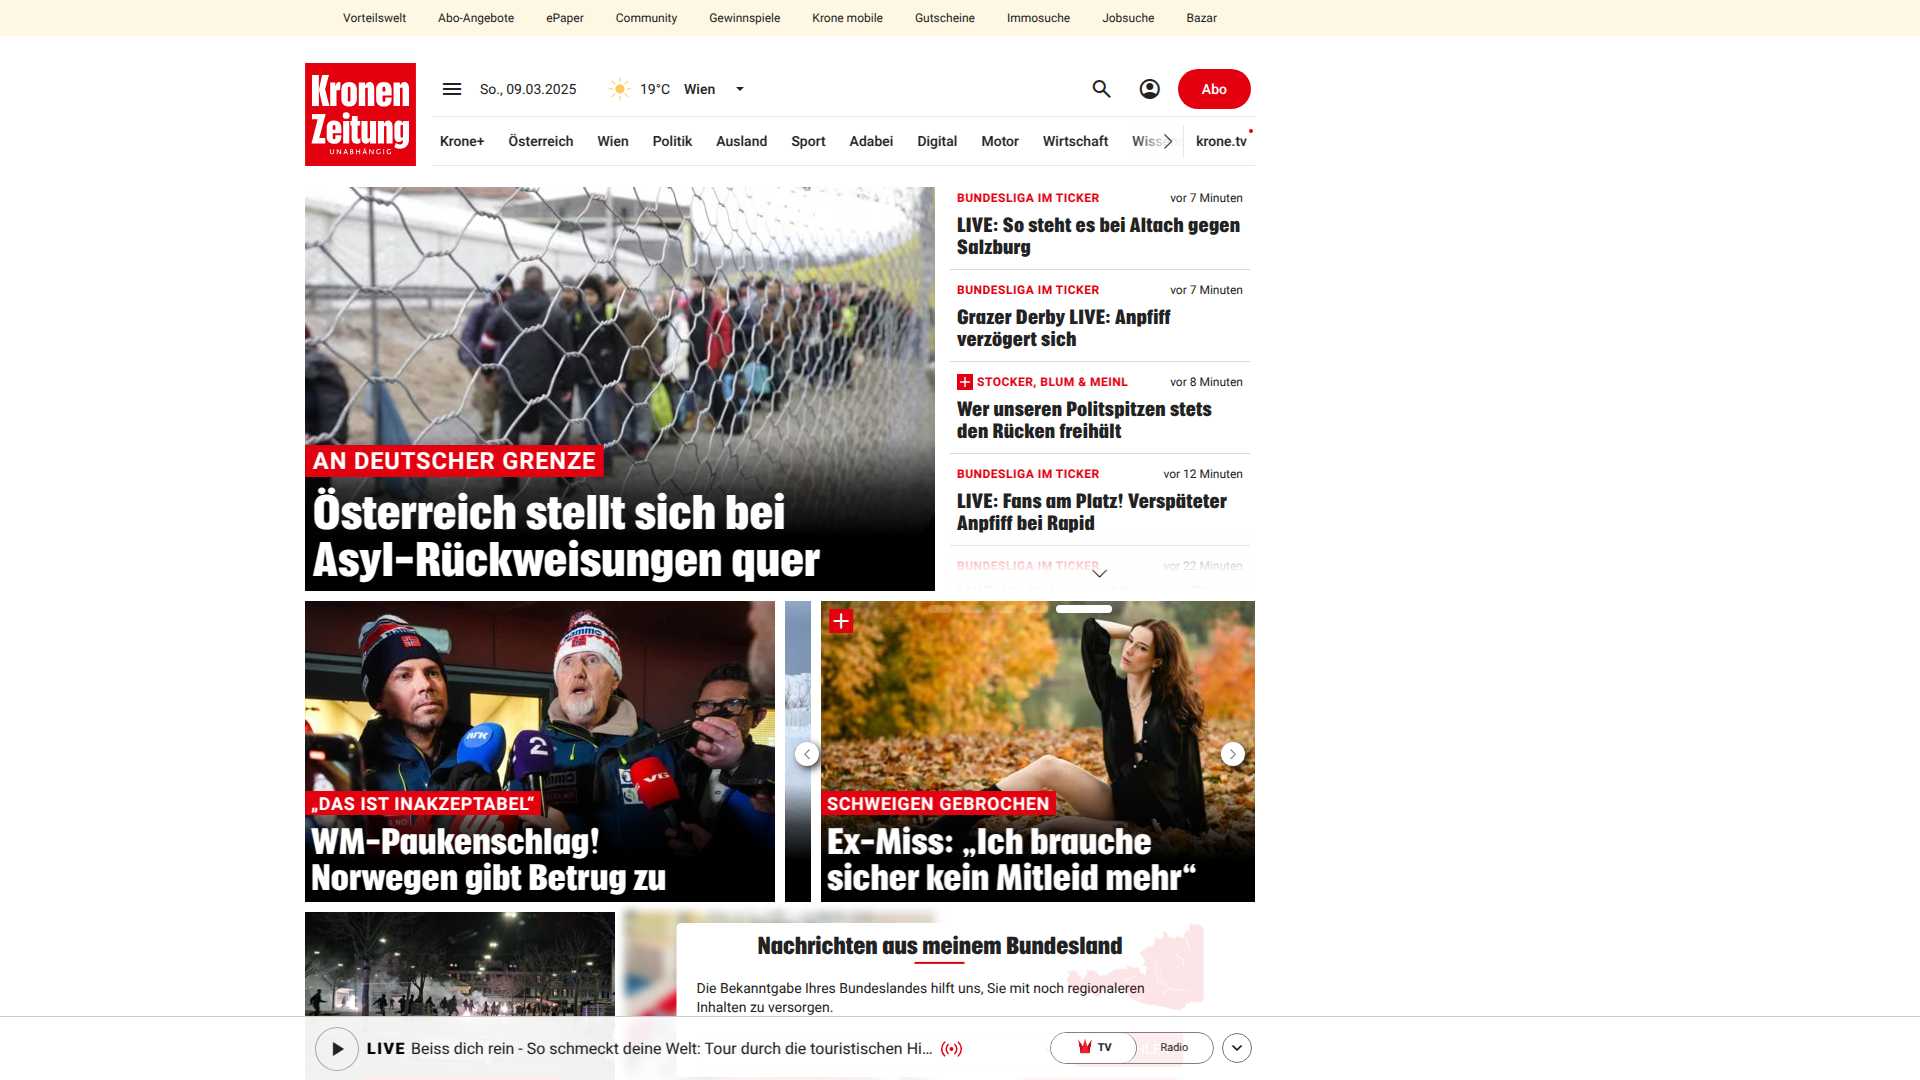 Vorteilswelt Abo-Angebote ePaper Community Gewinnspiele Krone mobile Gutscheine Immosuche Jobsuche Bazar
Kronen
Zeitung
UNABHÄNGIG
So., 09.03.2025 19°C Wien Abo
Krone+ Österreich Wien Politik Ausland Sport Adabei Digital Motor Wirtschaft krone.tv
AN DEUTSCHER GRENZE
Österreich stellt sich bei
Asyl-Rückweisungen quer
BUNDESLIGA IM TICKER vor 7 Minuten
LIVE: So steht es bei Altach gegen
Salzburg
BUNDESLIGA IM TICKER vor 7 Minuten
Grazer Derby LIVE: Anpfiff
verzögert sich
STOCKER, BLUM & MEINL vor 8 Minuten
Wer unseren Politspitzen stets
den Rücken freihält
BUNDESLIGA IM TICKER vor 12 Minuten
LIVE: Fans am Platz! Verspäteter
Anpfiff bei Rapid
BUNDESLIGA IM TICKER vor 22 Minuten
nrk
2
VG
„DAS IST INAKZEPTABEL“
WM-Paukenschlag!
Norwegen gibt Betrug zu
SCHWEIGEN GEBROCHEN
Ex-Miss: „Ich brauche
sicher kein Mitleid mehr“
Nachrichten aus meinem Bundesland
Die Bekanntgabe Ihres Bundeslandes hilft uns, Sie mit noch regionaleren
Inhalten zu versorgen.
LIVE Beiss dich rein - So schmeckt deine Welt: Tour durch die touristischen Hi... TV Radio